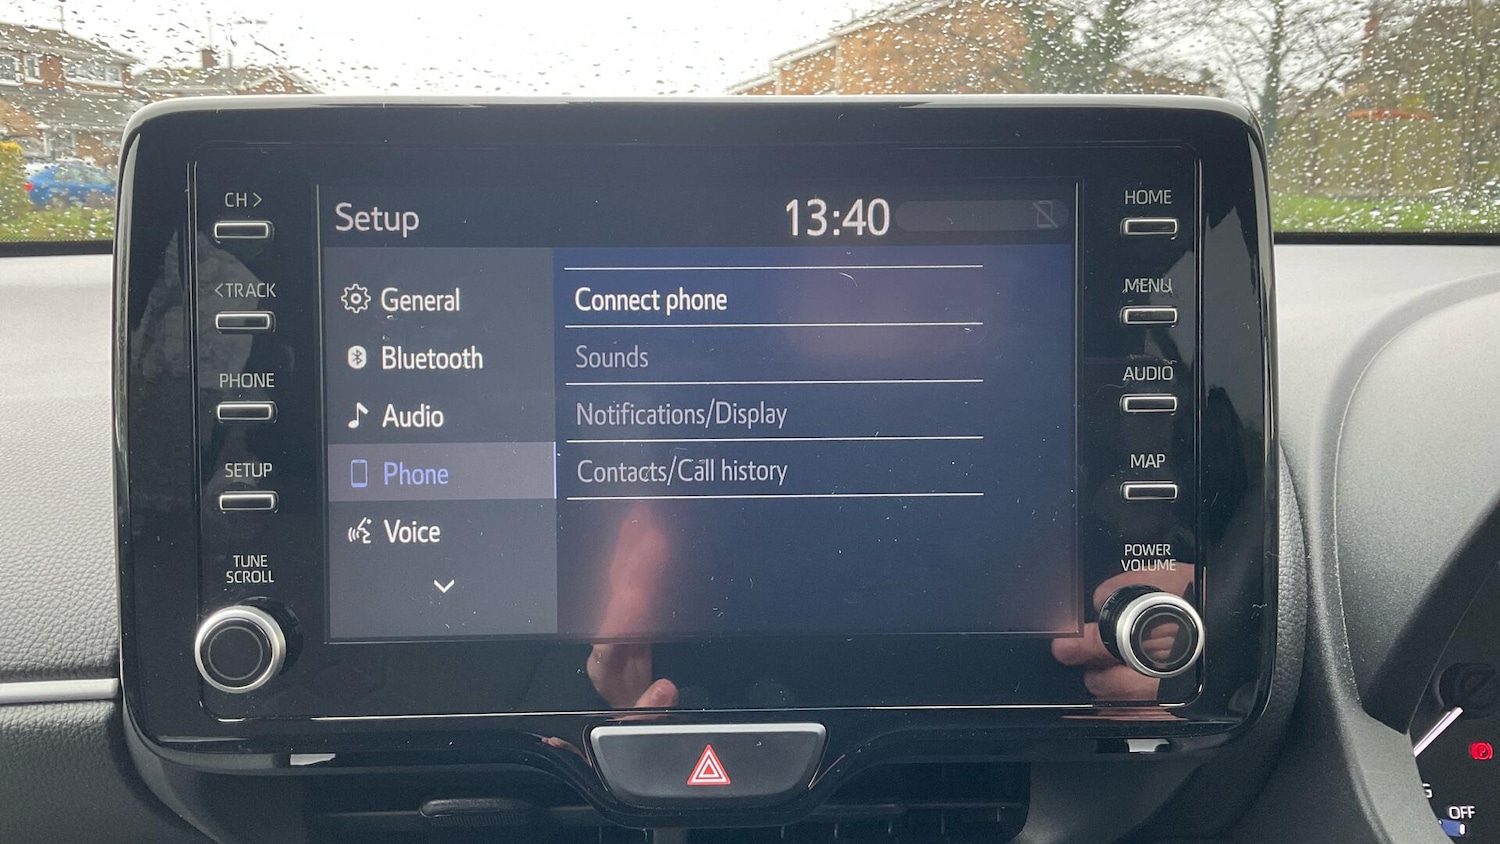 Setup
13:40
General
Bluetooth
Audio
Phone
Voice
Connect phone
Sounds
Notifications/Display
Contacts/Call history
CH >
< TRACK
PHONE
SETUP
TUNE
SCROLL
HOME
MENU
AUDIO
MAP
POWER
VOLUME
OFF